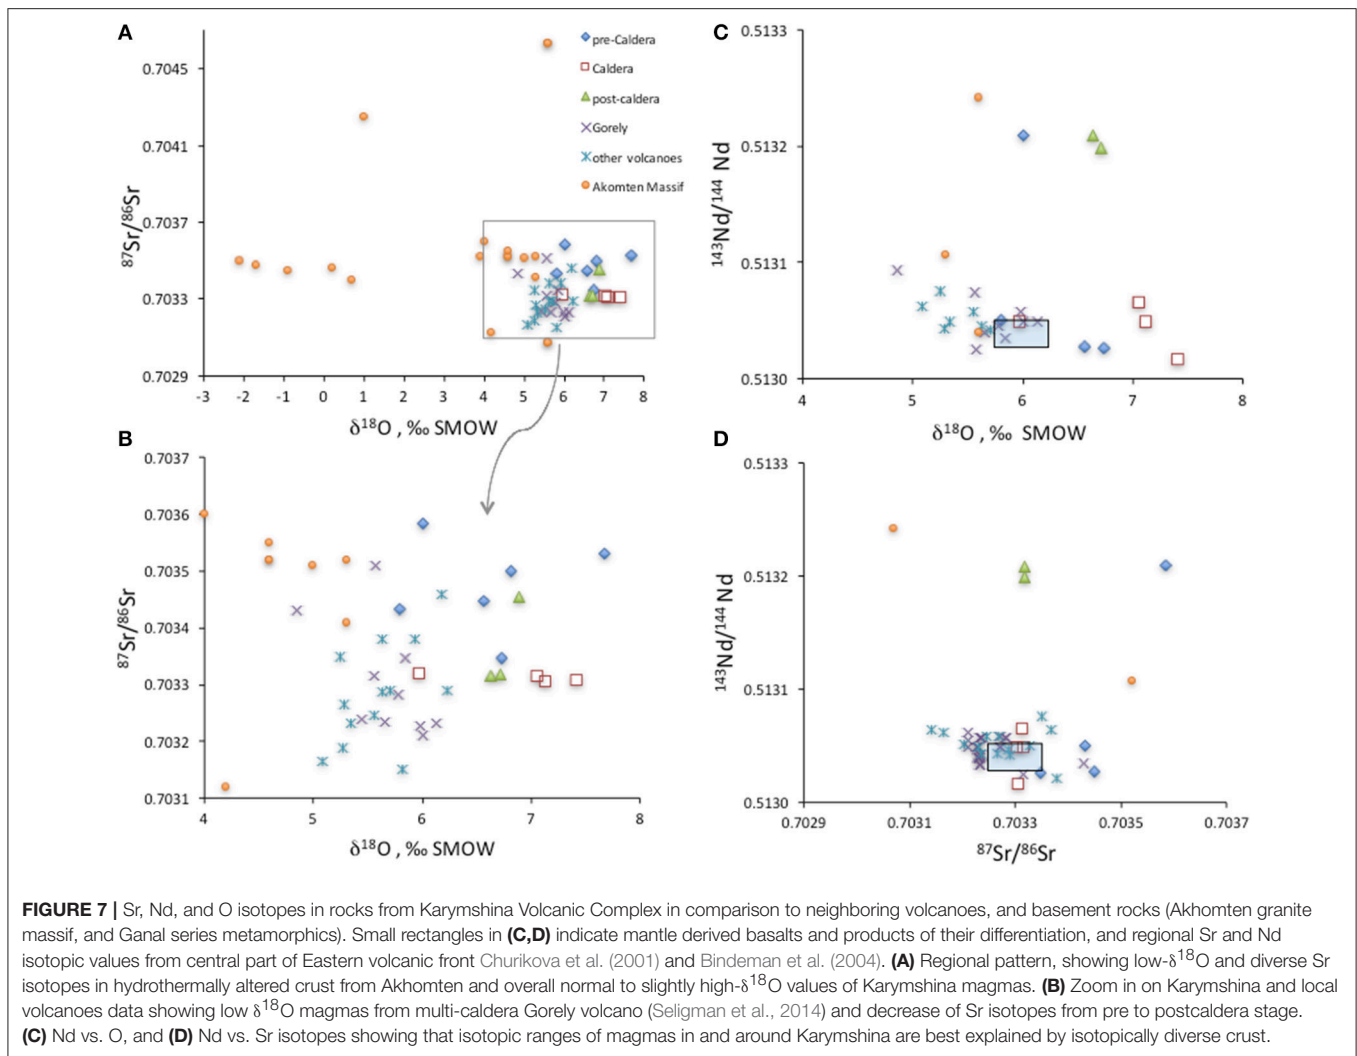 A
0.7045
0.7041
0.7037
0.7033
0.7029
-3 -2 -1 0 1 2 3 4 5 6 7 8
87Sr/86Sr
δ18O , ‰ SMOW
pre-Caldera
Caldera
post-caldera
Gorely
other volcanoes
Akomten Massif
B
0.7037
0.7036
0.7035
0.7034
0.7033
0.7032
0.7031
4 5 6 7 8
87Sr/86Sr
δ18O , ‰ SMOW
C
0.5133
0.5132
0.5131
0.5130
4 5 6 7 8
143Nd/144 Nd
δ18O , ‰ SMOW
D
0.5133
0.5132
0.5131
0.5130
0.7029 0.7031 0.7033 0.7035 0.7037
143Nd/144 Nd
87Sr/86Sr
FIGURE 7 | Sr, Nd, and O isotopes in rocks from Karymshina Volcanic Complex in comparison to neighboring volcanoes, and basement rocks (Akhomten granite
massif, and Ganal series metamorphics). Small rectangles in (C,D) indicate mantle derived basalts and products of their differentiation, and regional Sr and Nd
isotopic values from central part of Eastern volcanic front Churikova et al. (2001) and Bindeman et al. (2004). (A) Regional pattern, showing low-δ18O and diverse Sr
isotopes in hydrothermally altered crust from Akhomten and overall normal to slightly high-δ18O values of Karymshina magmas. (B) Zoom in on Karymshina and local
volcanoes data showing low δ18O magmas from multi-caldera Gorely volcano (Seligman et al., 2014) and decrease of Sr isotopes from pre to postcaldera stage.
(C) Nd vs. O, and (D) Nd vs. Sr isotopes showing that isotopic ranges of magmas in and around Karymshina are best explained by isotopically diverse crust.